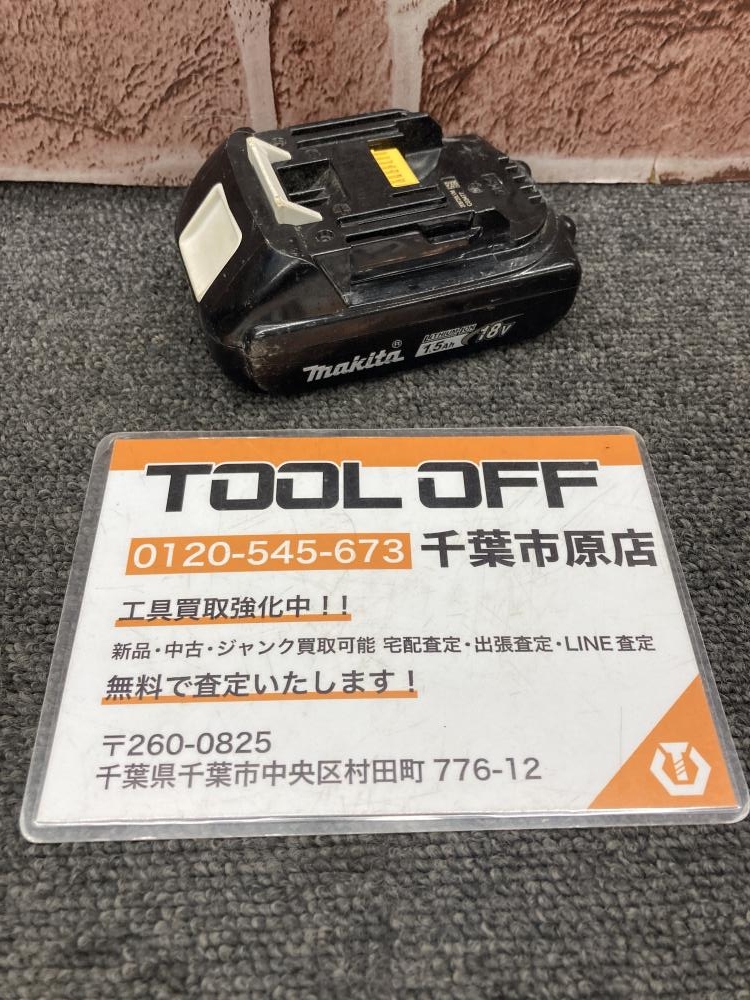 makita®
LITHIUM-ION
1.5Ah
18V
TOOL OFF
0120-545-673 千葉市原店
工具買取強化中！！
新品・中古・ジャンク買取可能 宅配査定・出張査定・LINE査定
無料で査定いたします！
〒260-0825
千葉県千葉市中央区村田町 776-12